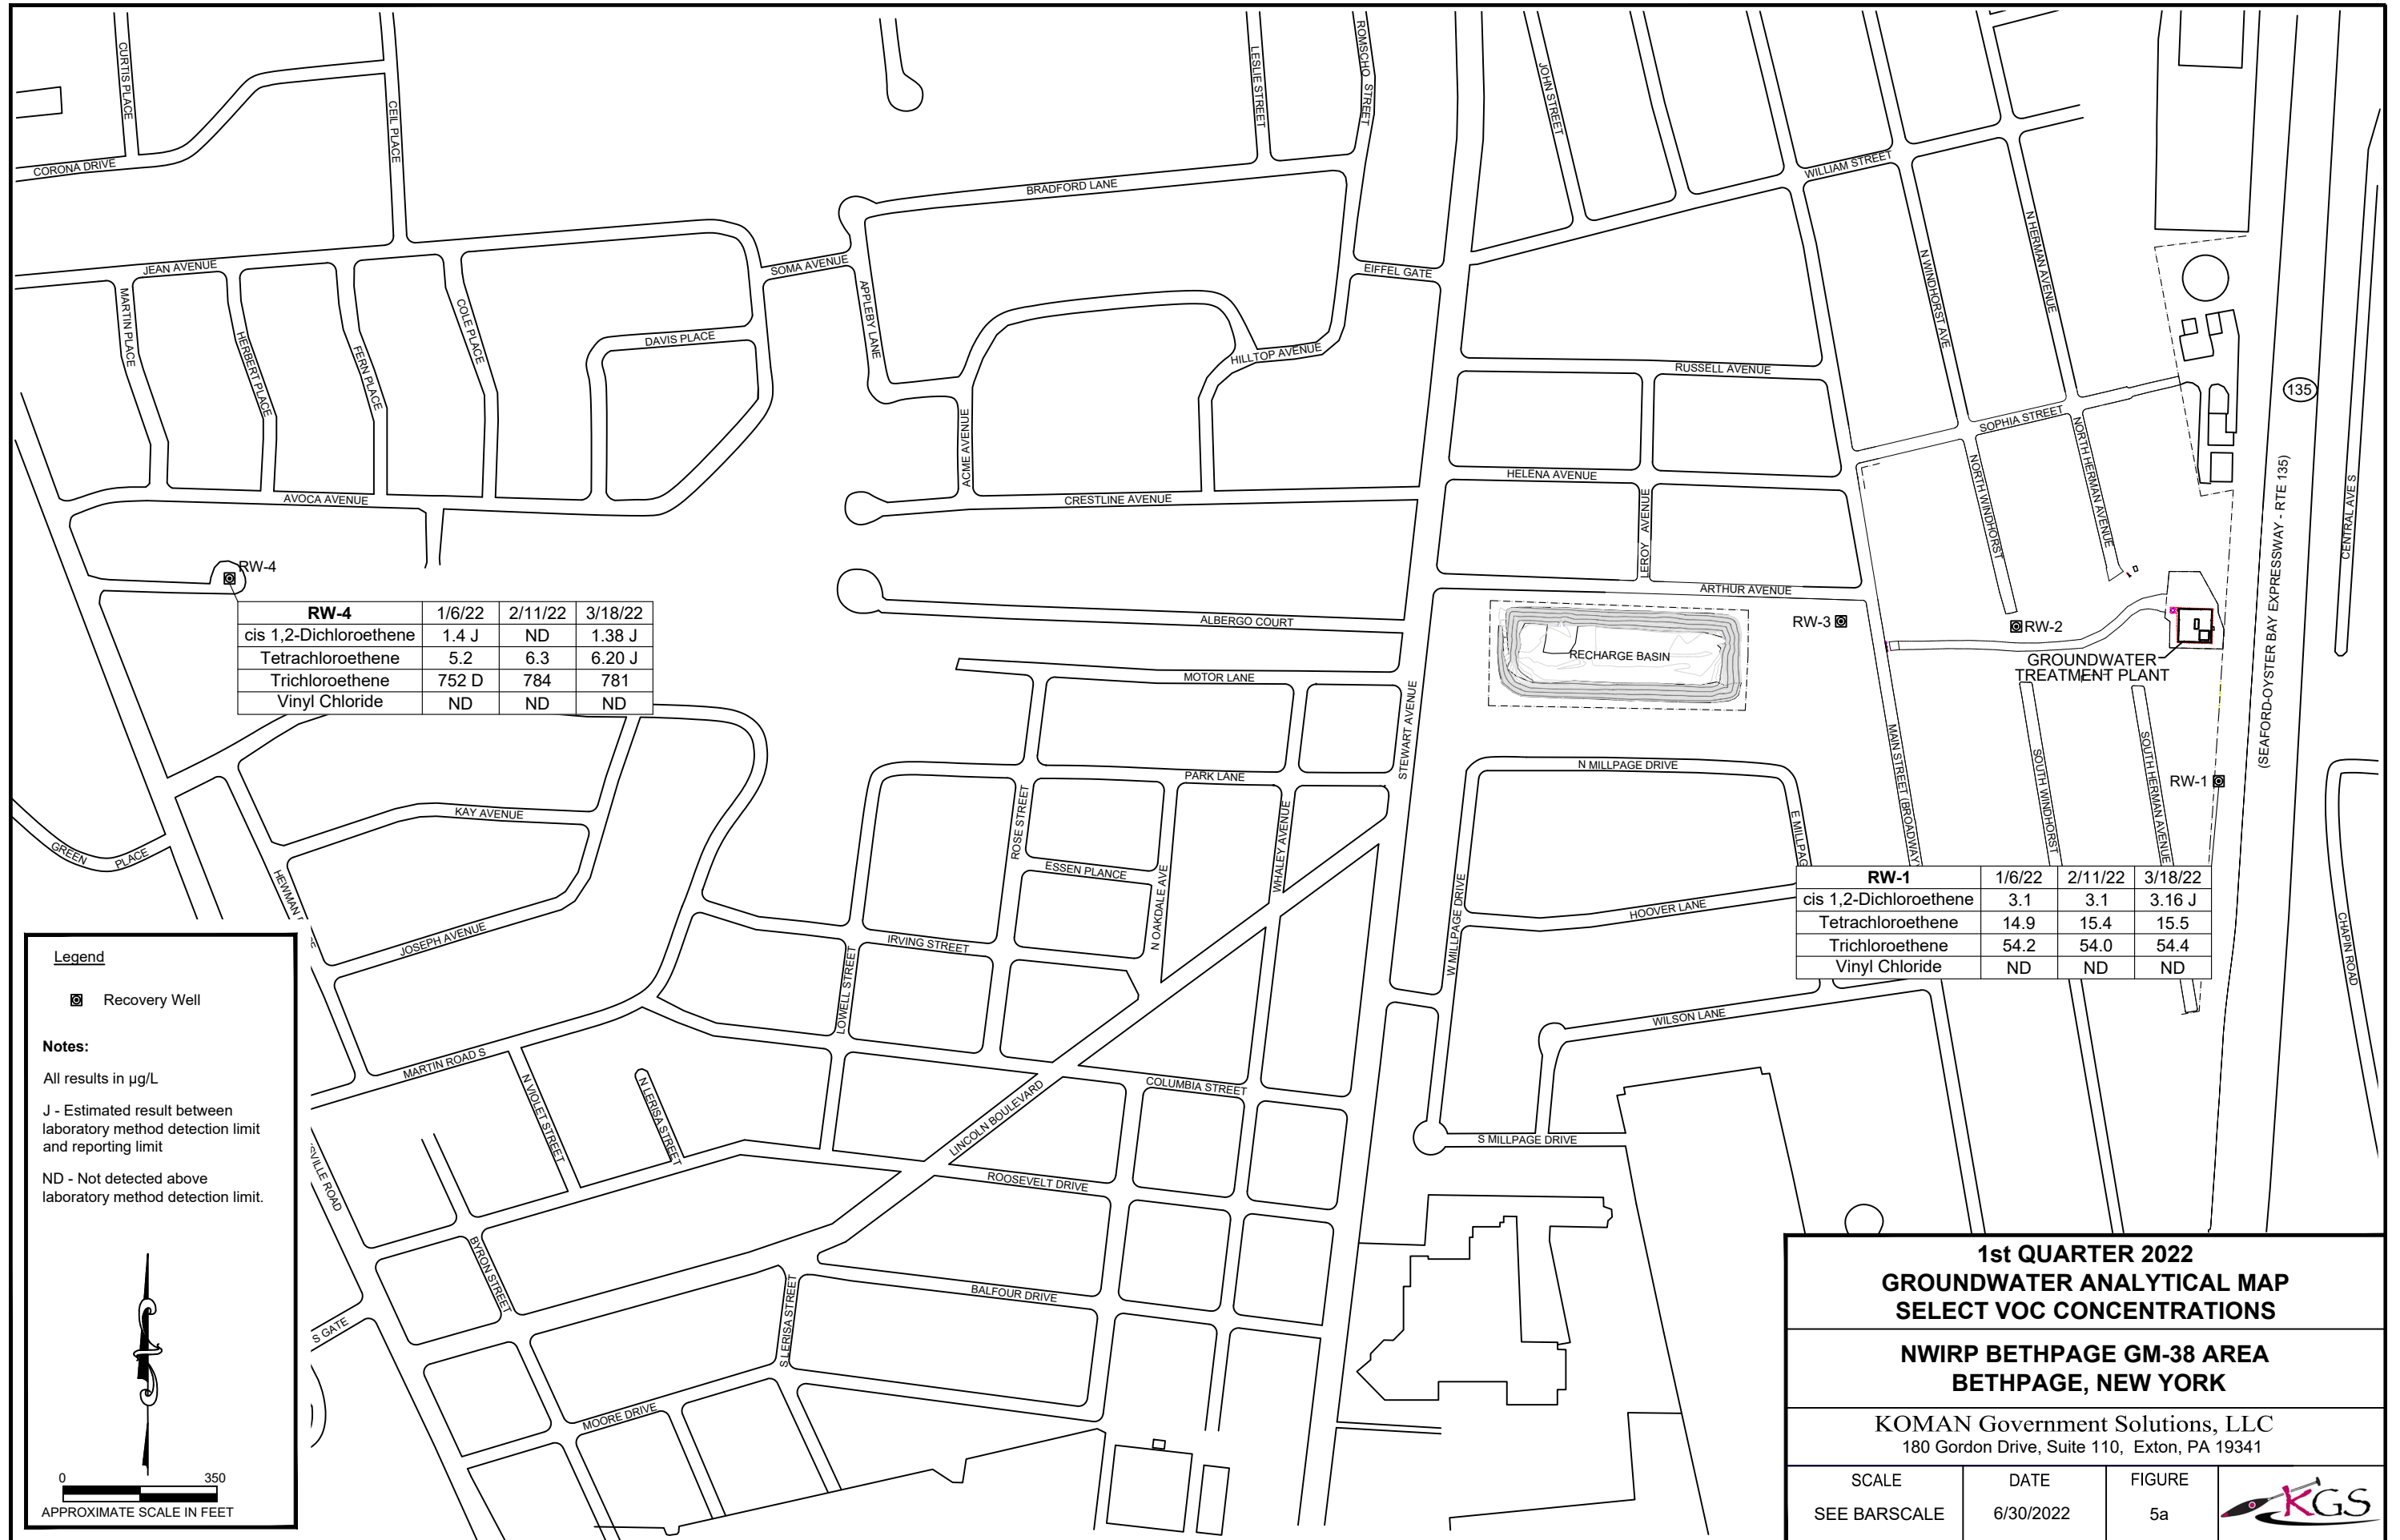 CURTIS PLACE
CORONA DRIVE
CEIL PLACE
LESLIE STREET
ROMSCHO STREET
JOHN STREET
BRADFORD LANE
WILLIAM STREET
N HERMAN AVENUE
N WINDHORST AVE
JEAN AVENUE
SOMA AVENUE
EIFFEL GATE
MARTIN PLACE
HERBERT PLACE
FERN PLACE
COLE PLACE
DAVIS PLACE
APPLEBY LANE
HILLTOP AVENUE
RUSSELL AVENUE
135
ACME AVENUE
SOPHIA STREET
NORTH WINDHORST
NORTH HERMAN AVENUE
AVOCA AVENUE
CRESTLINE AVENUE
HELENA AVENUE
LEROY AVENUE
(SEAFORD-OYSTER BAY EXPRESSWAY - RTE 135)
CENTRAL AVE S
RW-4
ARTHUR AVENUE
RW-4 1/6/22 2/11/22 3/18/22
cis 1,2-Dichloroethene 1.4 J ND 1.38 J
Tetrachloroethene 5.2 6.3 6.20 J
Trichloroethene 752 D 784 781
Vinyl Chloride ND ND ND
ALBERGO COURT
RW-3
RW-2
RECHARGE BASIN
GROUNDWATER
TREATMENT PLANT
MOTOR LANE
STEWART AVENUE
MAIN STREET (BROADWAY
SOUTH WINDHORST
SOUTH HERMAN AVENUE
N MILLPAGE DRIVE
PARK LANE
RW-1
E MILLPAG
KAY AVENUE
ROSE STREET
WHALEY AVENUE
GREEN PLACE
ESSEN PLANCE
N OAKDALE AVE
HEWMAN
W MILLPAGE DRIVE
HOOVER LANE
RW-1 1/6/22 2/11/22 3/18/22
cis 1,2-Dichloroethene 3.1 3.1 3.16 J
Tetrachloroethene 14.9 15.4 15.5
Trichloroethene 54.2 54.0 54.4
Vinyl Chloride ND ND ND
CHAPIN ROAD
JOSEPH AVENUE
IRVING STREET
LOWELL STREET
WILSON LANE
MARTIN ROAD S
N VIOLET STREET
N LERISA STREET
COLUMBIA STREET
LINCOLN BOULEVARD
S MILLPAGE DRIVE
VILLE ROAD
ROOSEVELT DRIVE
BYRON STREET
BALFOUR DRIVE
S LERISA STREET
S GATE
MOORE DRIVE
Legend
Recovery Well
Notes:
All results in µg/L
J - Estimated result between
laboratory method detection limit
and reporting limit
ND - Not detected above
laboratory method detection limit.
0 350
APPROXIMATE SCALE IN FEET
1st QUARTER 2022
GROUNDWATER ANALYTICAL MAP
SELECT VOC CONCENTRATIONS
NWIRP BETHPAGE GM-38 AREA
BETHPAGE, NEW YORK
KOMAN Government Solutions, LLC
180 Gordon Drive, Suite 110, Exton, PA 19341
SCALE DATE FIGURE
SEE BARSCALE 6/30/2022 5a
KGS